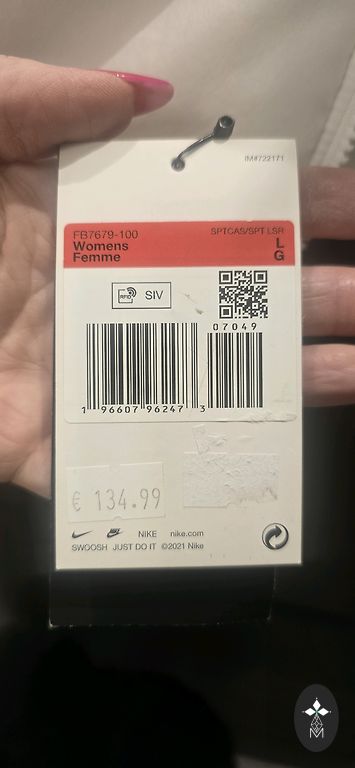 IM#722171
FB7679-100 SPTCAS/SPT LSR
Womens L
Femme G
RFID SIV
07049
1 96607 96247 3
€ 134.99
NIKE nike.com
SWOOSH JUST DO IT ©2021 Nike
M